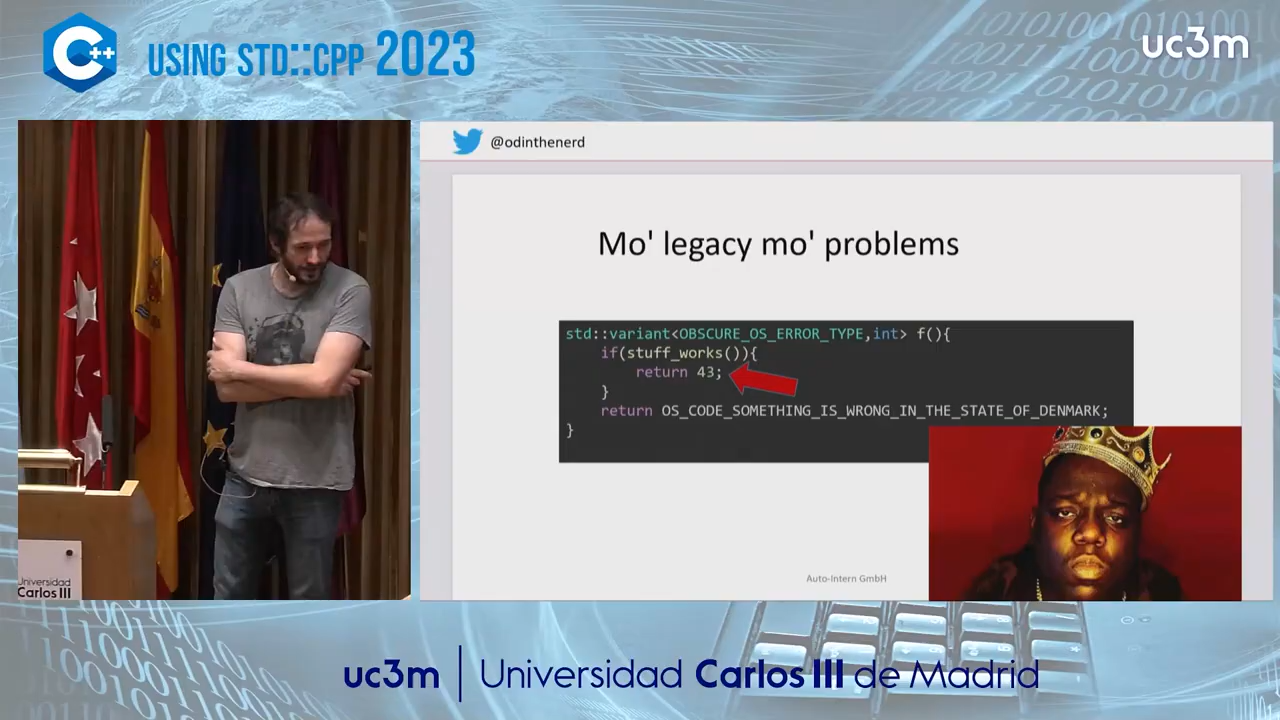 C++
USING STD::CPP 2023
uc3m
@odinthenerd
Mo' legacy mo' problems
std::variant<OBSCURE_OS_ERROR_TYPE,int> f(){
if(stuff_works()){
return 43;
}
return OS_CODE_SOMETHING_IS_WRONG_IN_THE_STATE_OF_DENMARK;
}
Auto-Intern GmbH
Universidad
Carlos III
uc3m | Universidad Carlos III de Madrid